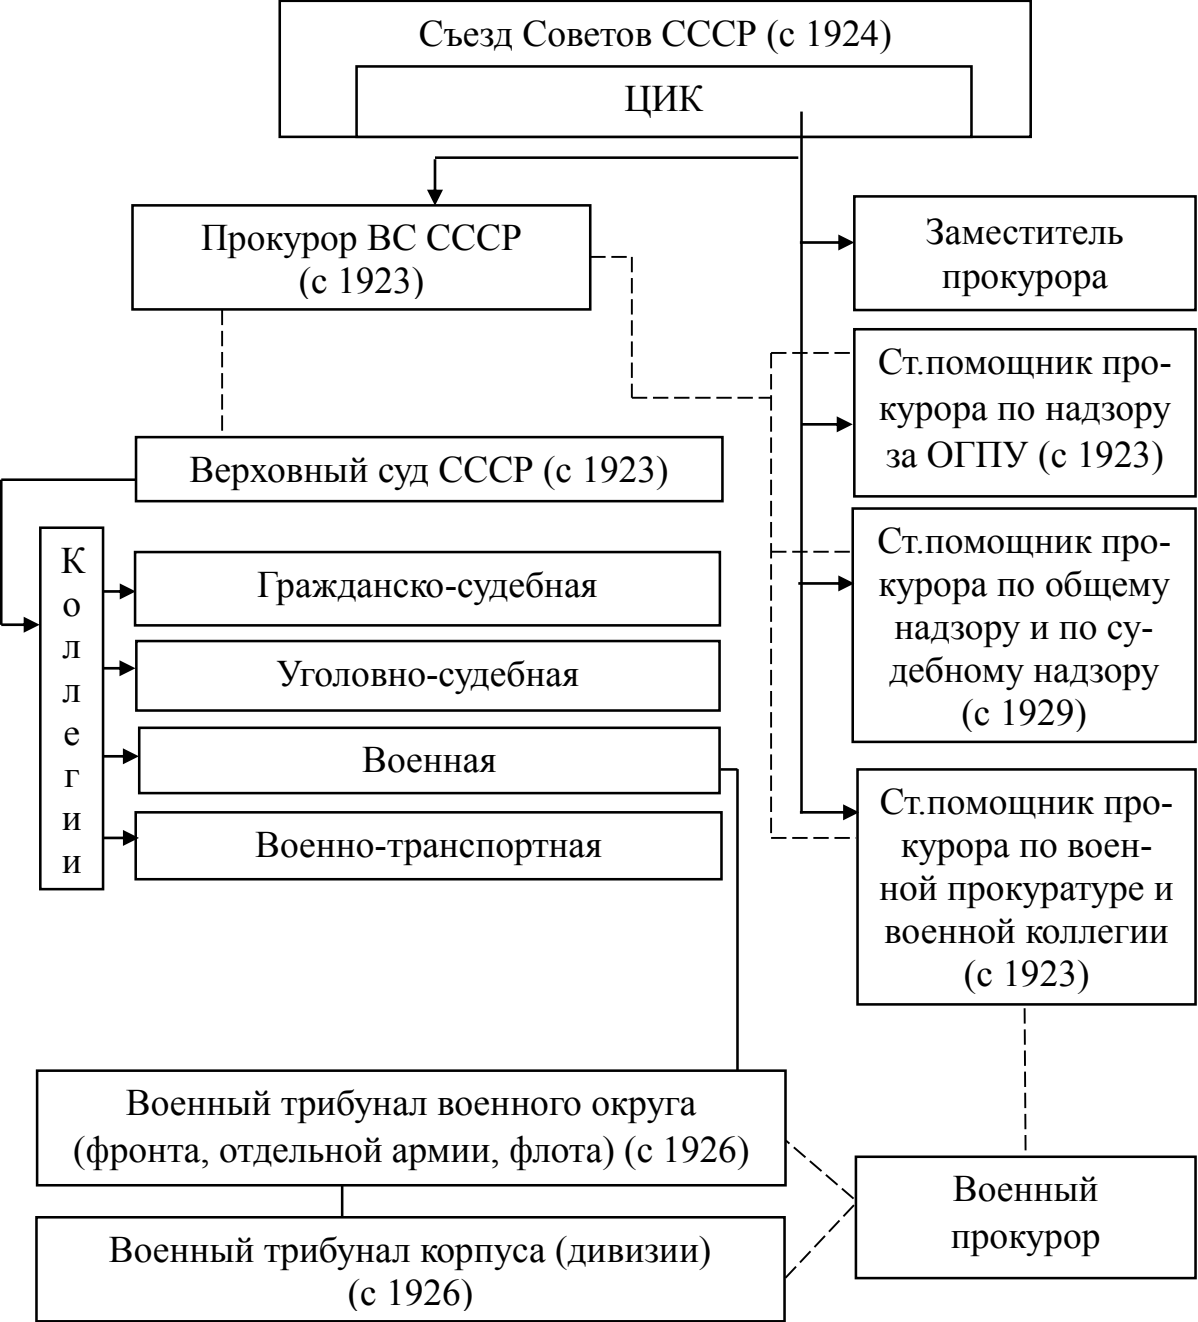 Съезд Советов СССР (с 1924)
ЦИК
Прокурор ВС СССР
(с 1923)
Заместитель
прокурора
Ст.помощник про-
курора по надзору
за ОГПУ (с 1923)
Верховный суд СССР (с 1923)
Ст.помощник про-
курора по общему
надзору и по су-
дебному надзору
(с 1929)
Коллегии
Гражданско-судебная
Уголовно-судебная
Военная
Военно-транспортная
Ст.помощник про-
курора по воен-
ной прокуратуре и
военной коллегии
(с 1923)
Военный трибунал военного округа
(фронта, отдельной армии, флота) (с 1926)
Военный
прокурор
Военный трибунал корпуса (дивизии)
(с 1926)